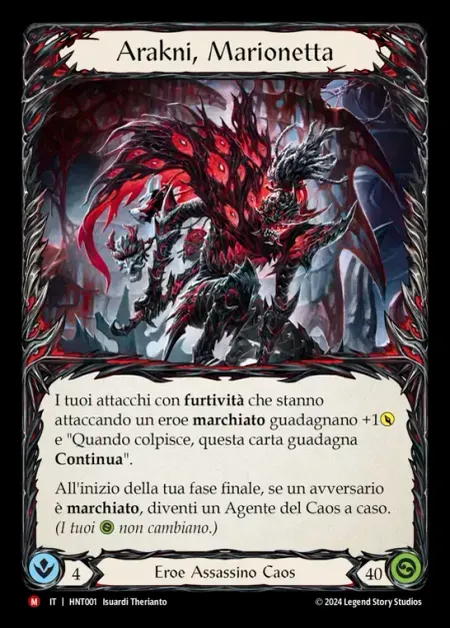 Arakni, Marionetta
I tuoi attacchi con furtività che stanno
attaccando un eroe marchiato guadagnano +1
e "Quando colpisce, questa carta guadagna
Continua".
All'inizio della tua fase finale, se un avversario
è marchiato, diventi un Agente del Caos a caso.
(I tuoi non cambiano.)
4
Eroe Assassino Caos
40
M IT | HNT001 Isuardi Therianto
© 2024 Legend Story Studios